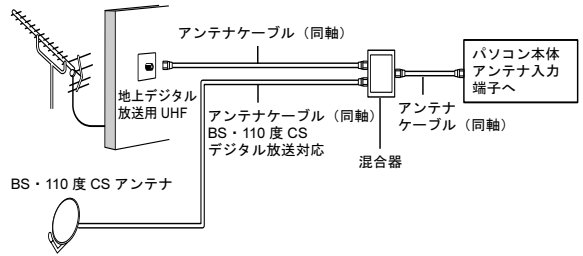 アンテナケーブル（同軸）
パソコン本体
アンテナ入力
端子へ
地上デジタル
放送用 UHF
アンテナケーブル（同軸）
BS・110 度 CS
デジタル放送対応
アンテナ
ケーブル（同軸）
混合器
BS・110 度 CS アンテナ